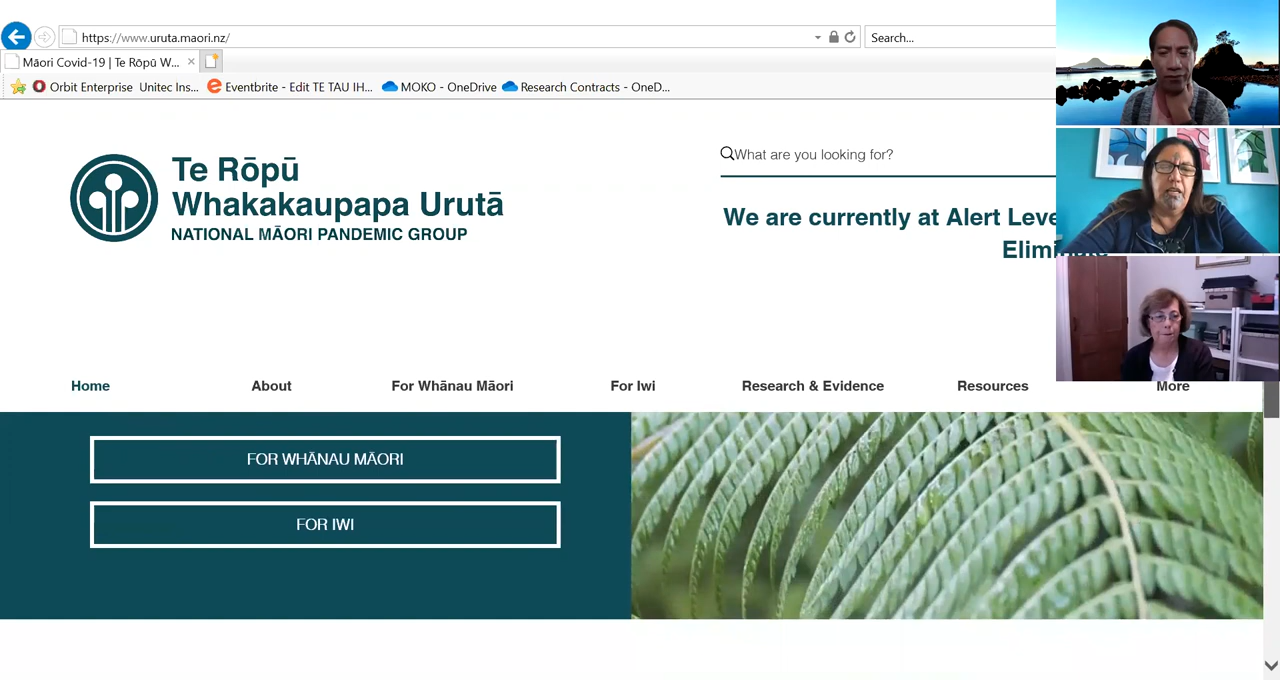 https://www.uruta.maori.nz/
Search...
Māori Covid-19 | Te Rōpū W...
Orbit Enterprise Unitec Ins... Eventbrite - Edit TE TAU IH... MOKO - OneDrive Research Contracts - OneD...
Te Rōpū
Whakakaupapa Urutā
NATIONAL MĀORI PANDEMIC GROUP
What are you looking for?
We are currently at Alert Leve
Elim
Home About For Whānau Māori For Iwi Research & Evidence Resources More
FOR WHĀNAU MĀORI
FOR IWI